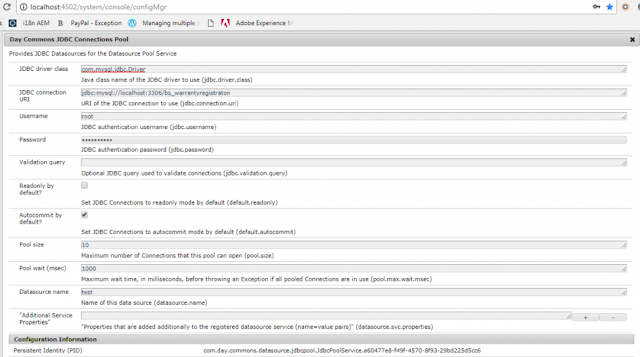 localhost:4502/system/console/configMgr
i18n AEM
PayPal - Exception
Managing multiple
Adobe Experience M
Day Commons JDBC Connections Pool
Provides JDBC Datasources for the Datasource Pool Service
JDBC driver class
com.mysql.jdbc.Driver
Java class name of the JDBC driver to use (jdbc.driver.class)
JDBC connection URI
jdbc:mysql://localhost:3306/bs_warrantyregistraton
URI of the JDBC connection to use (jdbc.connection.uri)
Username
root
JDBC authentication username (jdbc.username)
Password
**********
JDBC authentication password (jdbc.password)
Validation query
Optional JDBC query used to validate connections (jdbc.validation.query)
Readonly by default?
Set JDBC Connections to readonly mode by default (default.readonly)
Autocommit by default?
Set JDBC Connections to autocommit mode by default (default.autocommit)
Pool size
10
Maximum number of Connections that this pool can open (pool.size)
Pool wait (msec)
1000
Maximum wait time, in milliseconds, before throwing an Exception if all pooled Connections are in use (pool.max.wait.msec)
Datasource name
test
Name of this data source (datasource.name)
"Additional Service Properties"
+ -
"Properties that are added additionally to the registered datasource service (name=value pairs)" (datasource.svc.properties)
Configuration Information
Persistent Identity (PID)
com.day.commons.datasource.jdbcpool.JdbcPoolService.a60477e8-f49f-4570-8f93-29bd225d5cc6